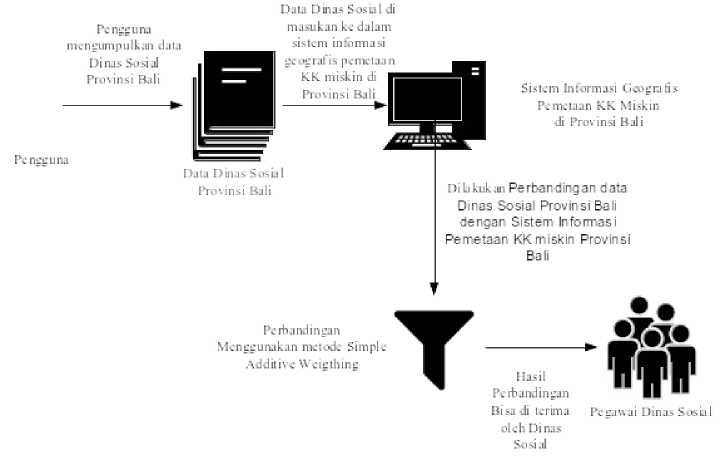 Pengguna
mengumpulkan data
Dinas Sosial
Provinsi Bali
Pengguna
Data Dinas Sosial
Provinsi Bali
Data Dinas Sosial di
masukan ke dalam
sistem informasi
geografis pemetaan
KK miskin di
Provinsi Bali
Sistem Informasi Geografis
Pemetaan KK Miskin
di Provinsi Bali
Dilakukan Perbandingan data
Dinas Sosial Provinsi Bali
dengan Sistem Informasi
Pemetaan KK miskin Provinsi
Bali
Perbandingan
Menggunakan metode Simple
Additive Weigthing
Hasil
Perbandingan
Bisa di terima
oleh Dinas
Sosial
Pegawai Dinas Sosial